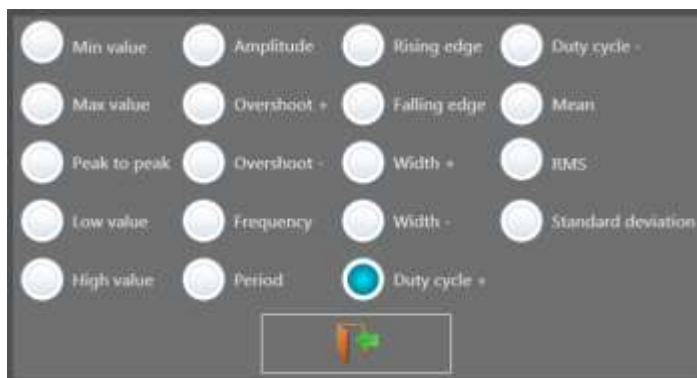 Min value
Amplitude
Rising edge
Duty cycle -
Max value
Overshoot +
Falling edge
Mean
Peak to peak
Overshoot -
Width +
RMS
Low value
Frequency
Width -
Standard deviation
High value
Period
Duty cycle +